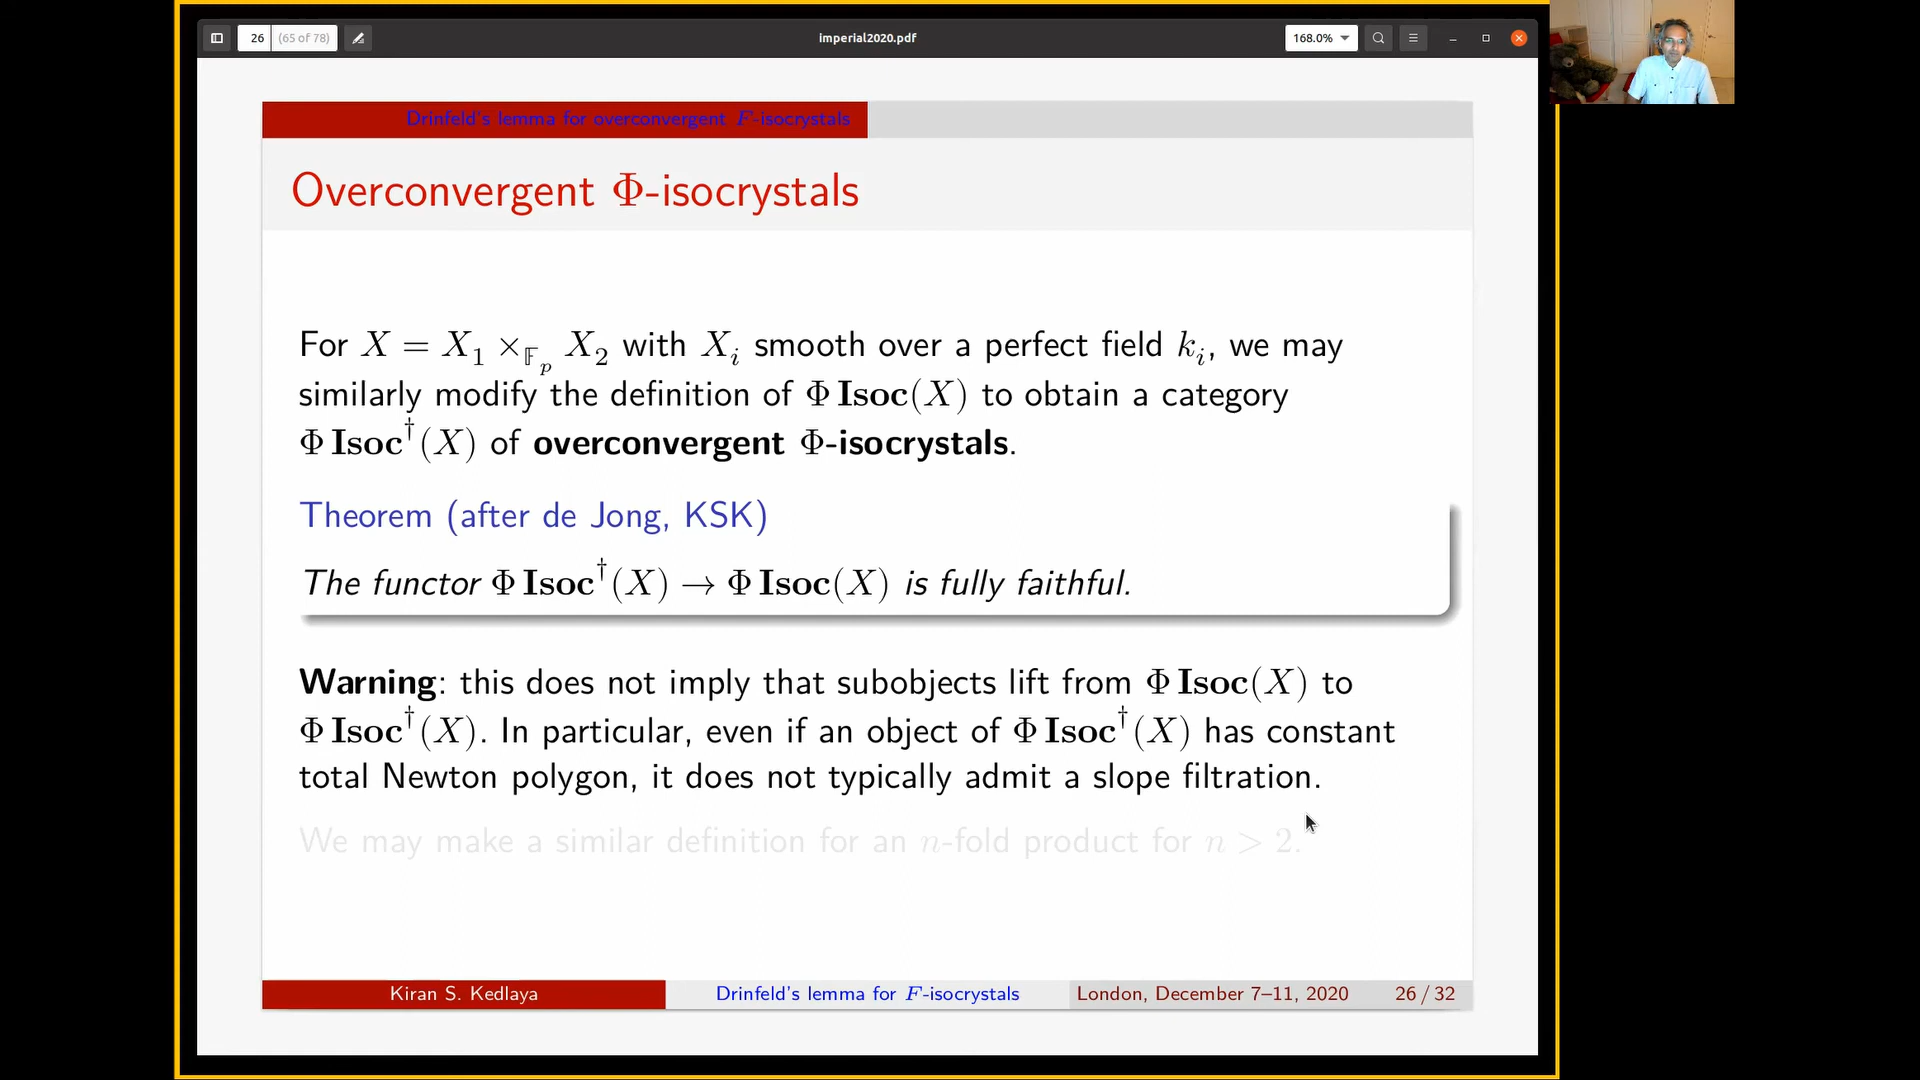 26 (65 of 78)
imperial2020.pdf
168.0%
Drinfeld's lemma for overconvergent F-isocrystals
Overconvergent Φ-isocrystals
For X = X₁ ×_{𝔽_p} X₂ with X_i smooth over a perfect field k_i, we may
similarly modify the definition of Φ Isoc(X) to obtain a category
Φ Isoc†(X) of overconvergent Φ-isocrystals.
Theorem (after de Jong, KSK)
The functor Φ Isoc†(X) → Φ Isoc(X) is fully faithful.
Warning: this does not imply that subobjects lift from Φ Isoc(X) to
Φ Isoc†(X). In particular, even if an object of Φ Isoc†(X) has constant
total Newton polygon, it does not typically admit a slope filtration.
We may make a similar definition for an n-fold product for n > 2.
Kiran S. Kedlaya
Drinfeld's lemma for F-isocrystals
London, December 7–11, 2020
26 / 32